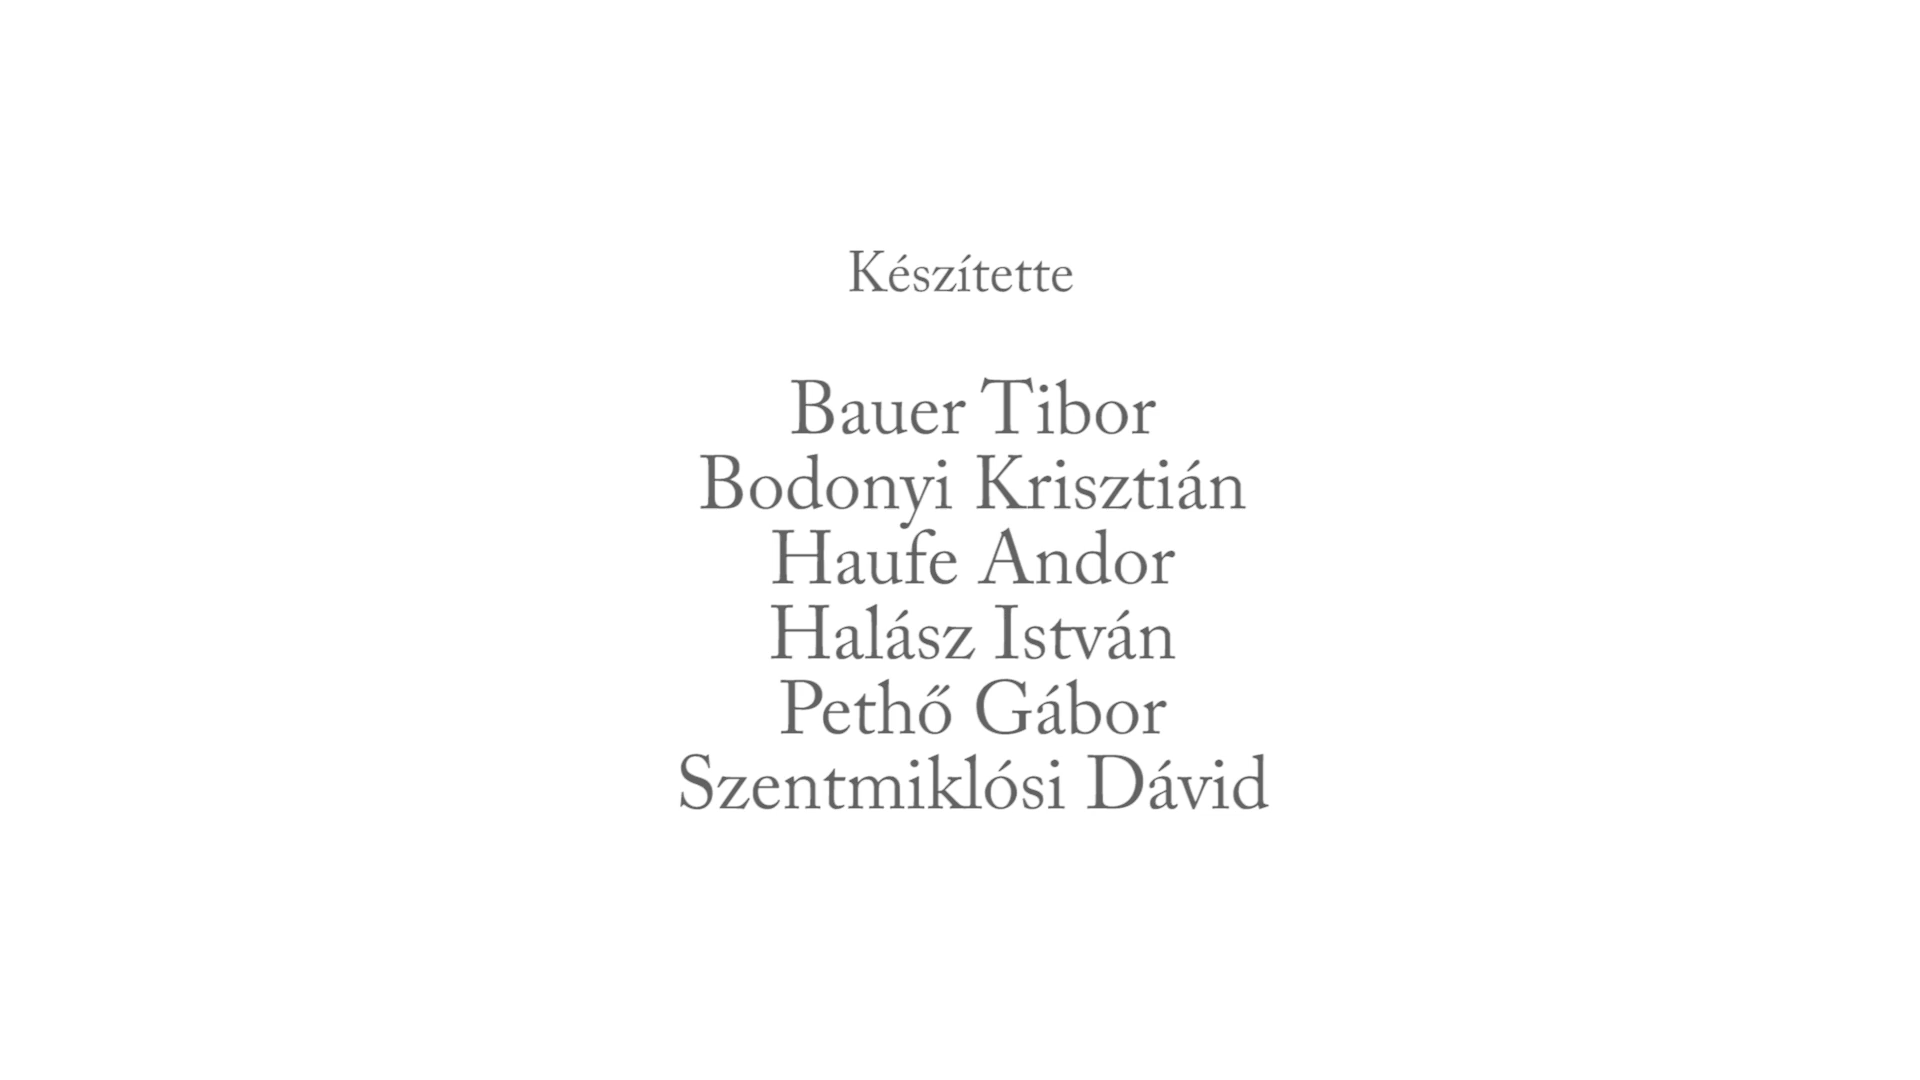 Készítette
Bauer Tibor
Bodonyi Krisztián
Haufe Andor
Halász István
Pethő Gábor
Szentmiklósi Dávid